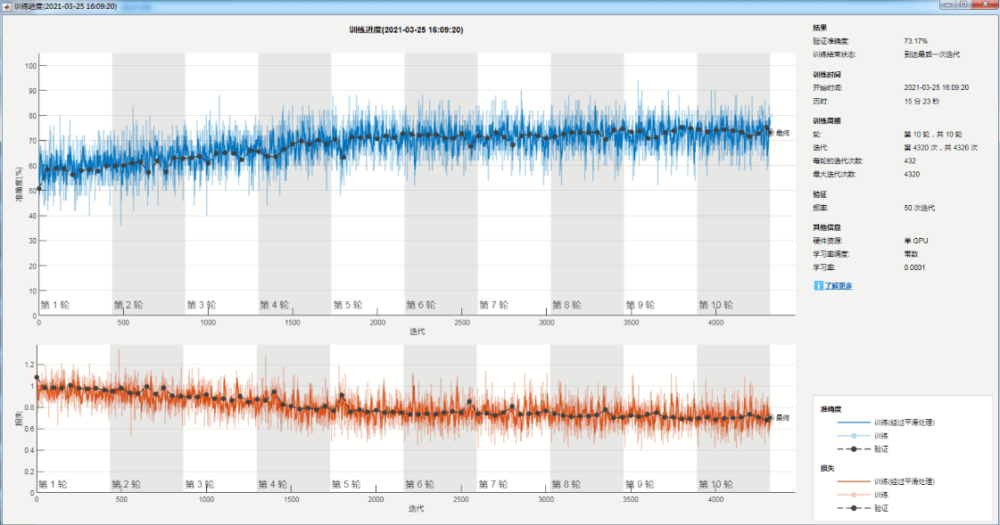 训练进度(2021-03-25 16:09:20)
训练进度(2021-03-25 16:09:20)
准确度(%)
100
90
80
70
60
50
40
30
20
10
0
第 1 轮 第 2 轮 第 3 轮 第 4 轮 第 5 轮 第 6 轮 第 7 轮 第 8 轮 第 9 轮 第 10 轮
最终
0 500 1000 1500 2000 2500 3000 3500 4000
迭代
损失
1.2
1
0.8
0.6
0.4
0.2
0
第 1 轮 第 2 轮 第 3 轮 第 4 轮 第 5 轮 第 6 轮 第 7 轮 第 8 轮 第 9 轮 第 10 轮
最终
0 500 1000 1500 2000 2500 3000 3500 4000
迭代
结果
验证准确度: 73.17%
训练结束状态: 到达最后一次迭代
训练时间
开始时间: 2021-03-25 16:09:20
历时: 15 分 23 秒
训练周期
轮: 第 10 轮，共 10 轮
迭代: 第 4320 次，共 4320 次
每轮的迭代次数: 432
最大迭代次数: 4320
验证
频率: 50 次迭代
其他信息
硬件资源: 单 GPU
学习率调度: 常数
学习率: 0.0001
i 了解更多
准确度
训练(经过平滑处理)
训练
验证
损失
训练(经过平滑处理)
训练
验证